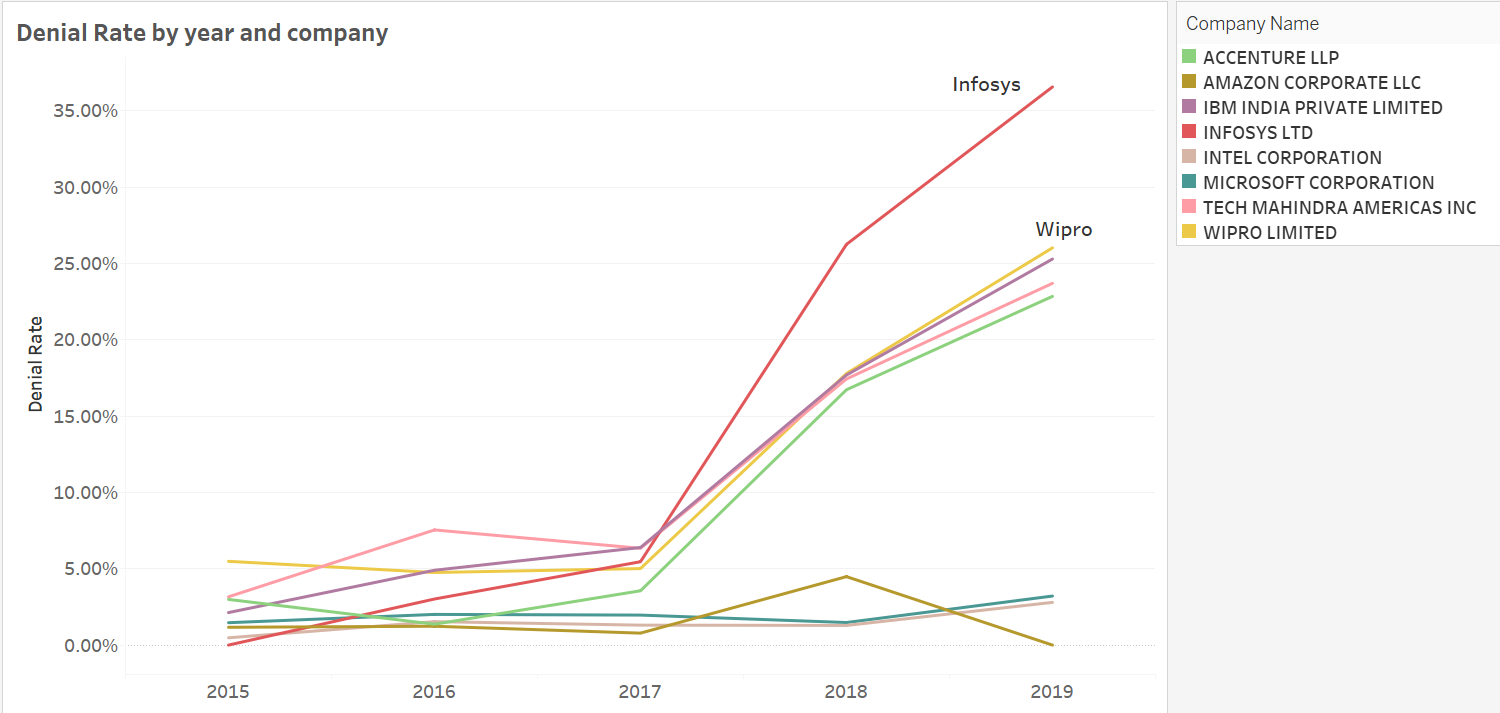 Denial Rate by year and company
Company Name
ACCENTURE LLP
AMAZON CORPORATE LLC
IBM INDIA PRIVATE LIMITED
INFOSYS LTD
INTEL CORPORATION
MICROSOFT CORPORATION
TECH MAHINDRA AMERICAS INC
WIPRO LIMITED
Infosys
Wipro
Denial Rate
35.00%
30.00%
25.00%
20.00%
15.00%
10.00%
5.00%
0.00%
2015 2016 2017 2018 2019